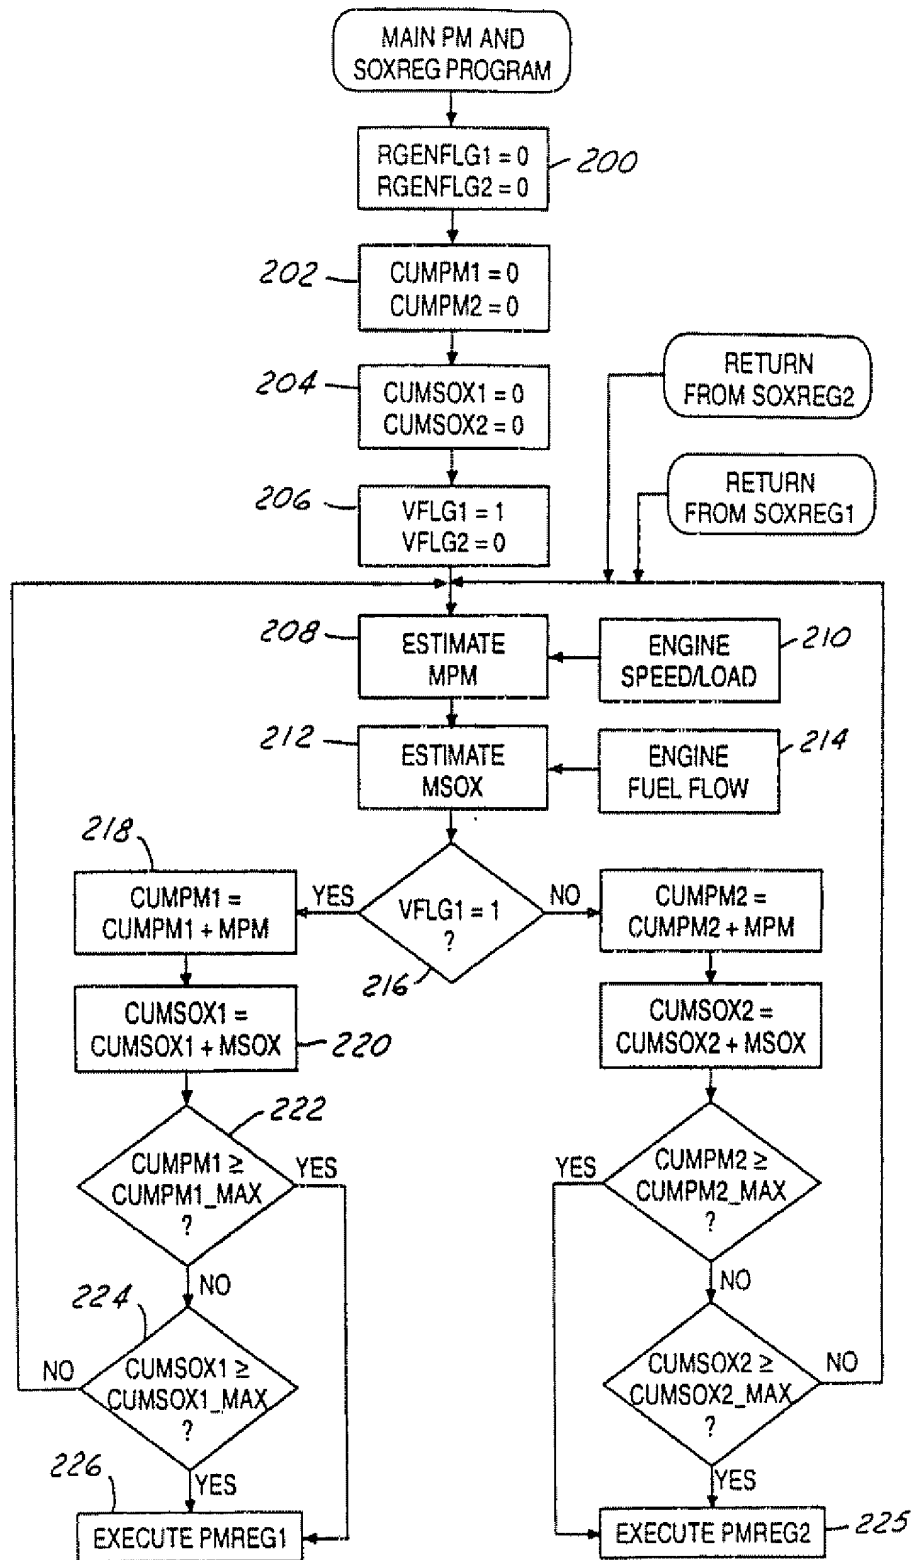 MAIN PM AND
SOXREG PROGRAM
RGENFLG1 = 0
RGENFLG2 = 0
200
202
CUMPM1 = 0
CUMPM2 = 0
204
CUMSOX1 = 0
CUMSOX2 = 0
RETURN
FROM SOXREG2
206
VFLG1 = 1
VFLG2 = 0
RETURN
FROM SOXREG1
208
ESTIMATE
MPM
ENGINE
SPEED/LOAD
210
212
ESTIMATE
MSOX
ENGINE
FUEL FLOW
214
218
CUMPM1 =
CUMPM1 + MPM
YES
VFLG1 = 1
?
216
NO
CUMPM2 =
CUMPM2 + MPM
CUMSOX1 =
CUMSOX1 + MSOX
220
CUMSOX2 =
CUMSOX2 + MSOX
222
CUMPM1 ≥
CUMPM1_MAX
?
YES
YES
CUMPM2 ≥
CUMPM2_MAX
?
NO
NO
224
NO
CUMSOX1 ≥
CUMSOX1_MAX
?
CUMSOX2 ≥
CUMSOX2_MAX
?
NO
YES
YES
226
EXECUTE PMREG1
EXECUTE PMREG2
225